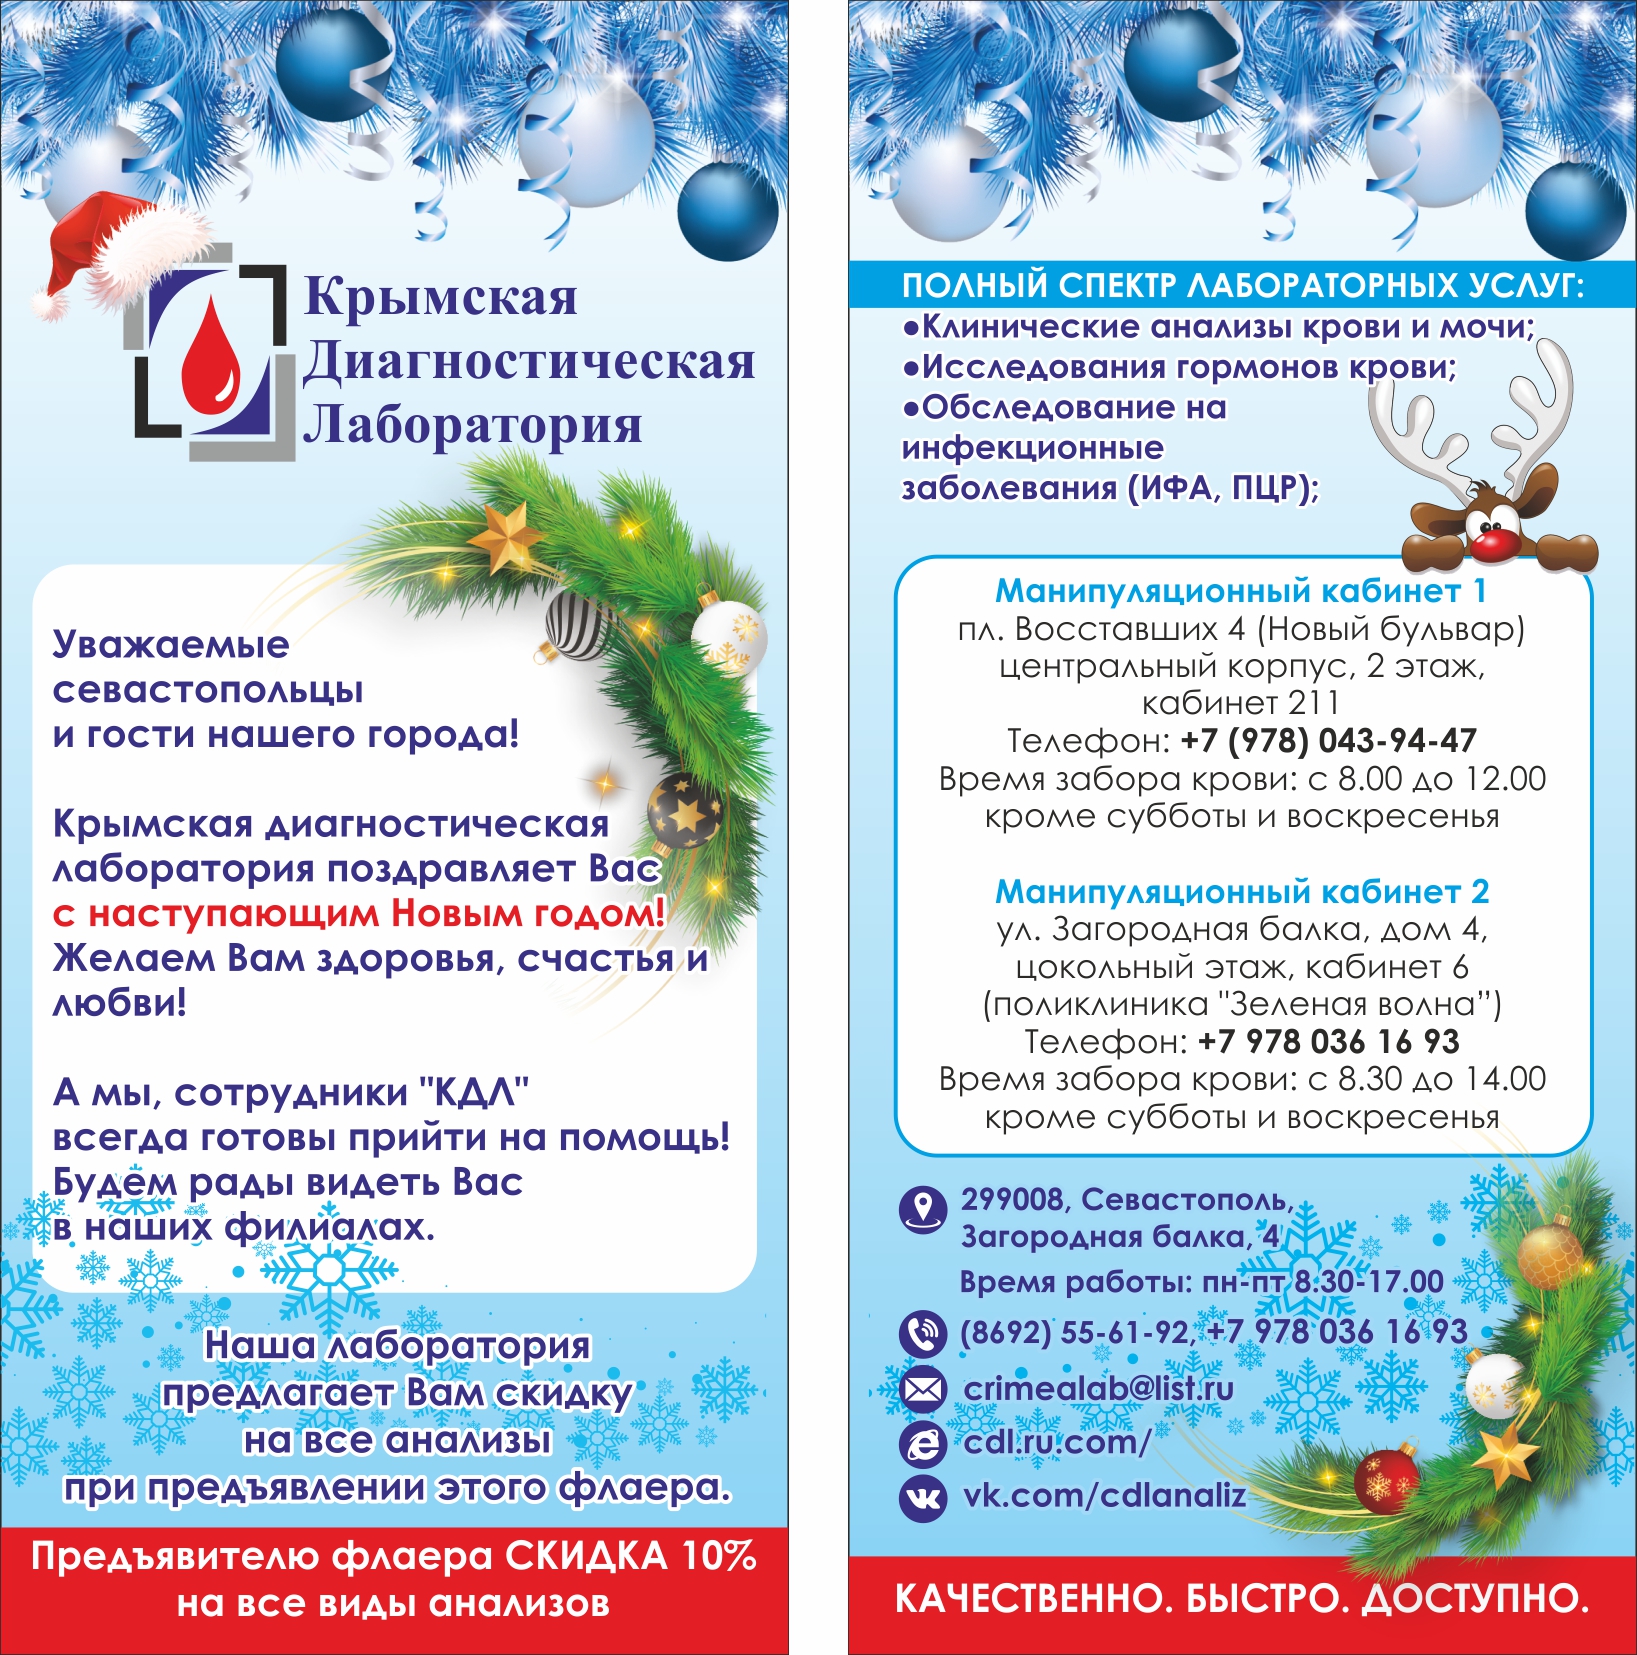 Крымская
Диагностическая
Лаборатория
Уважаемые
севастопольцы
и гости нашего города!
Крымская диагностическая
лаборатория поздравляет Вас
с наступающим Новым годом!
Желаем Вам здоровья, счастья и
любви!
А мы, сотрудники "КДЛ"
всегда готовы прийти на помощь!
Будем рады видеть Вас
в наших филиалах.
Наша лаборатория
предлагает Вам скидку
на все анализы
при предъявлении этого флаера.
Предъявителю флаера СКИДКА 10%
на все виды анализов
ПОЛНЫЙ СПЕКТР ЛАБОРАТОРНЫХ УСЛУГ:
●Клинические анализы крови и мочи;
●Исследования гормонов крови;
●Обследование на
инфекционные
заболевания (ИФА, ПЦР);
Манипуляционный кабинет 1
пл. Восставших 4 (Новый бульвар)
центральный корпус, 2 этаж,
кабинет 211
Телефон: +7 (978) 043-94-47
Время забора крови: с 8.00 до 12.00
кроме субботы и воскресенья
Манипуляционный кабинет 2
ул. Загородная балка, дом 4,
цокольный этаж, кабинет 6
(поликлиника "Зеленая волна”)
Телефон: +7 978 036 16 93
Время забора крови: с 8.30 до 14.00
кроме субботы и воскресенья
299008, Севастополь,
Загородная балка, 4
Время работы: пн-пт 8.30-17.00
(8692) 55-61-92, +7 978 036 16 93
crimealab@list.ru
cdl.ru.com/
vk.com/cdlanaliz
КАЧЕСТВЕННО. БЫСТРО. ДОСТУПНО.